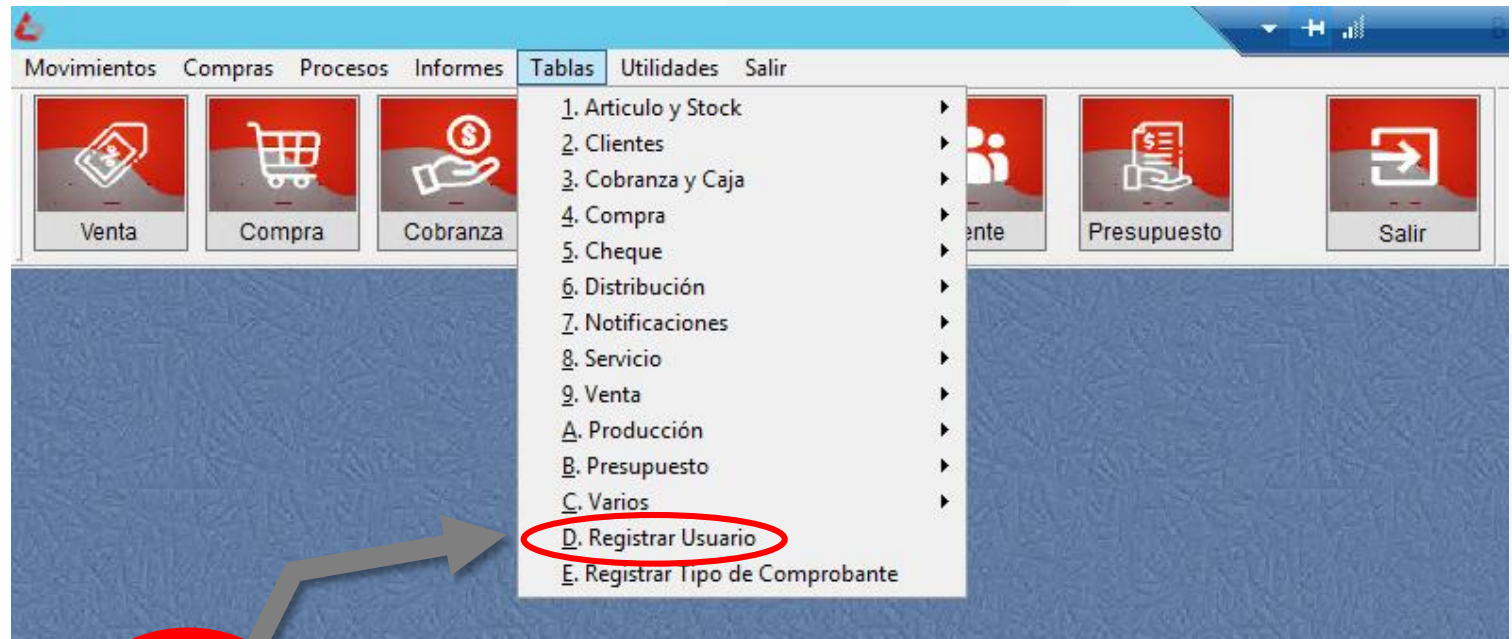 Movimientos Compras Procesos Informes Tablas Utilidades Salir
1. Articulo y Stock
2. Clientes
3. Cobranza y Caja
4. Compra
5. Cheque
6. Distribución
7. Notificaciones
8. Servicio
9. Venta
A. Producción
B. Presupuesto
C. Varios
D. Registrar Usuario
E. Registrar Tipo de Comprobante
Venta Compra Cobranza ente Presupuesto Salir